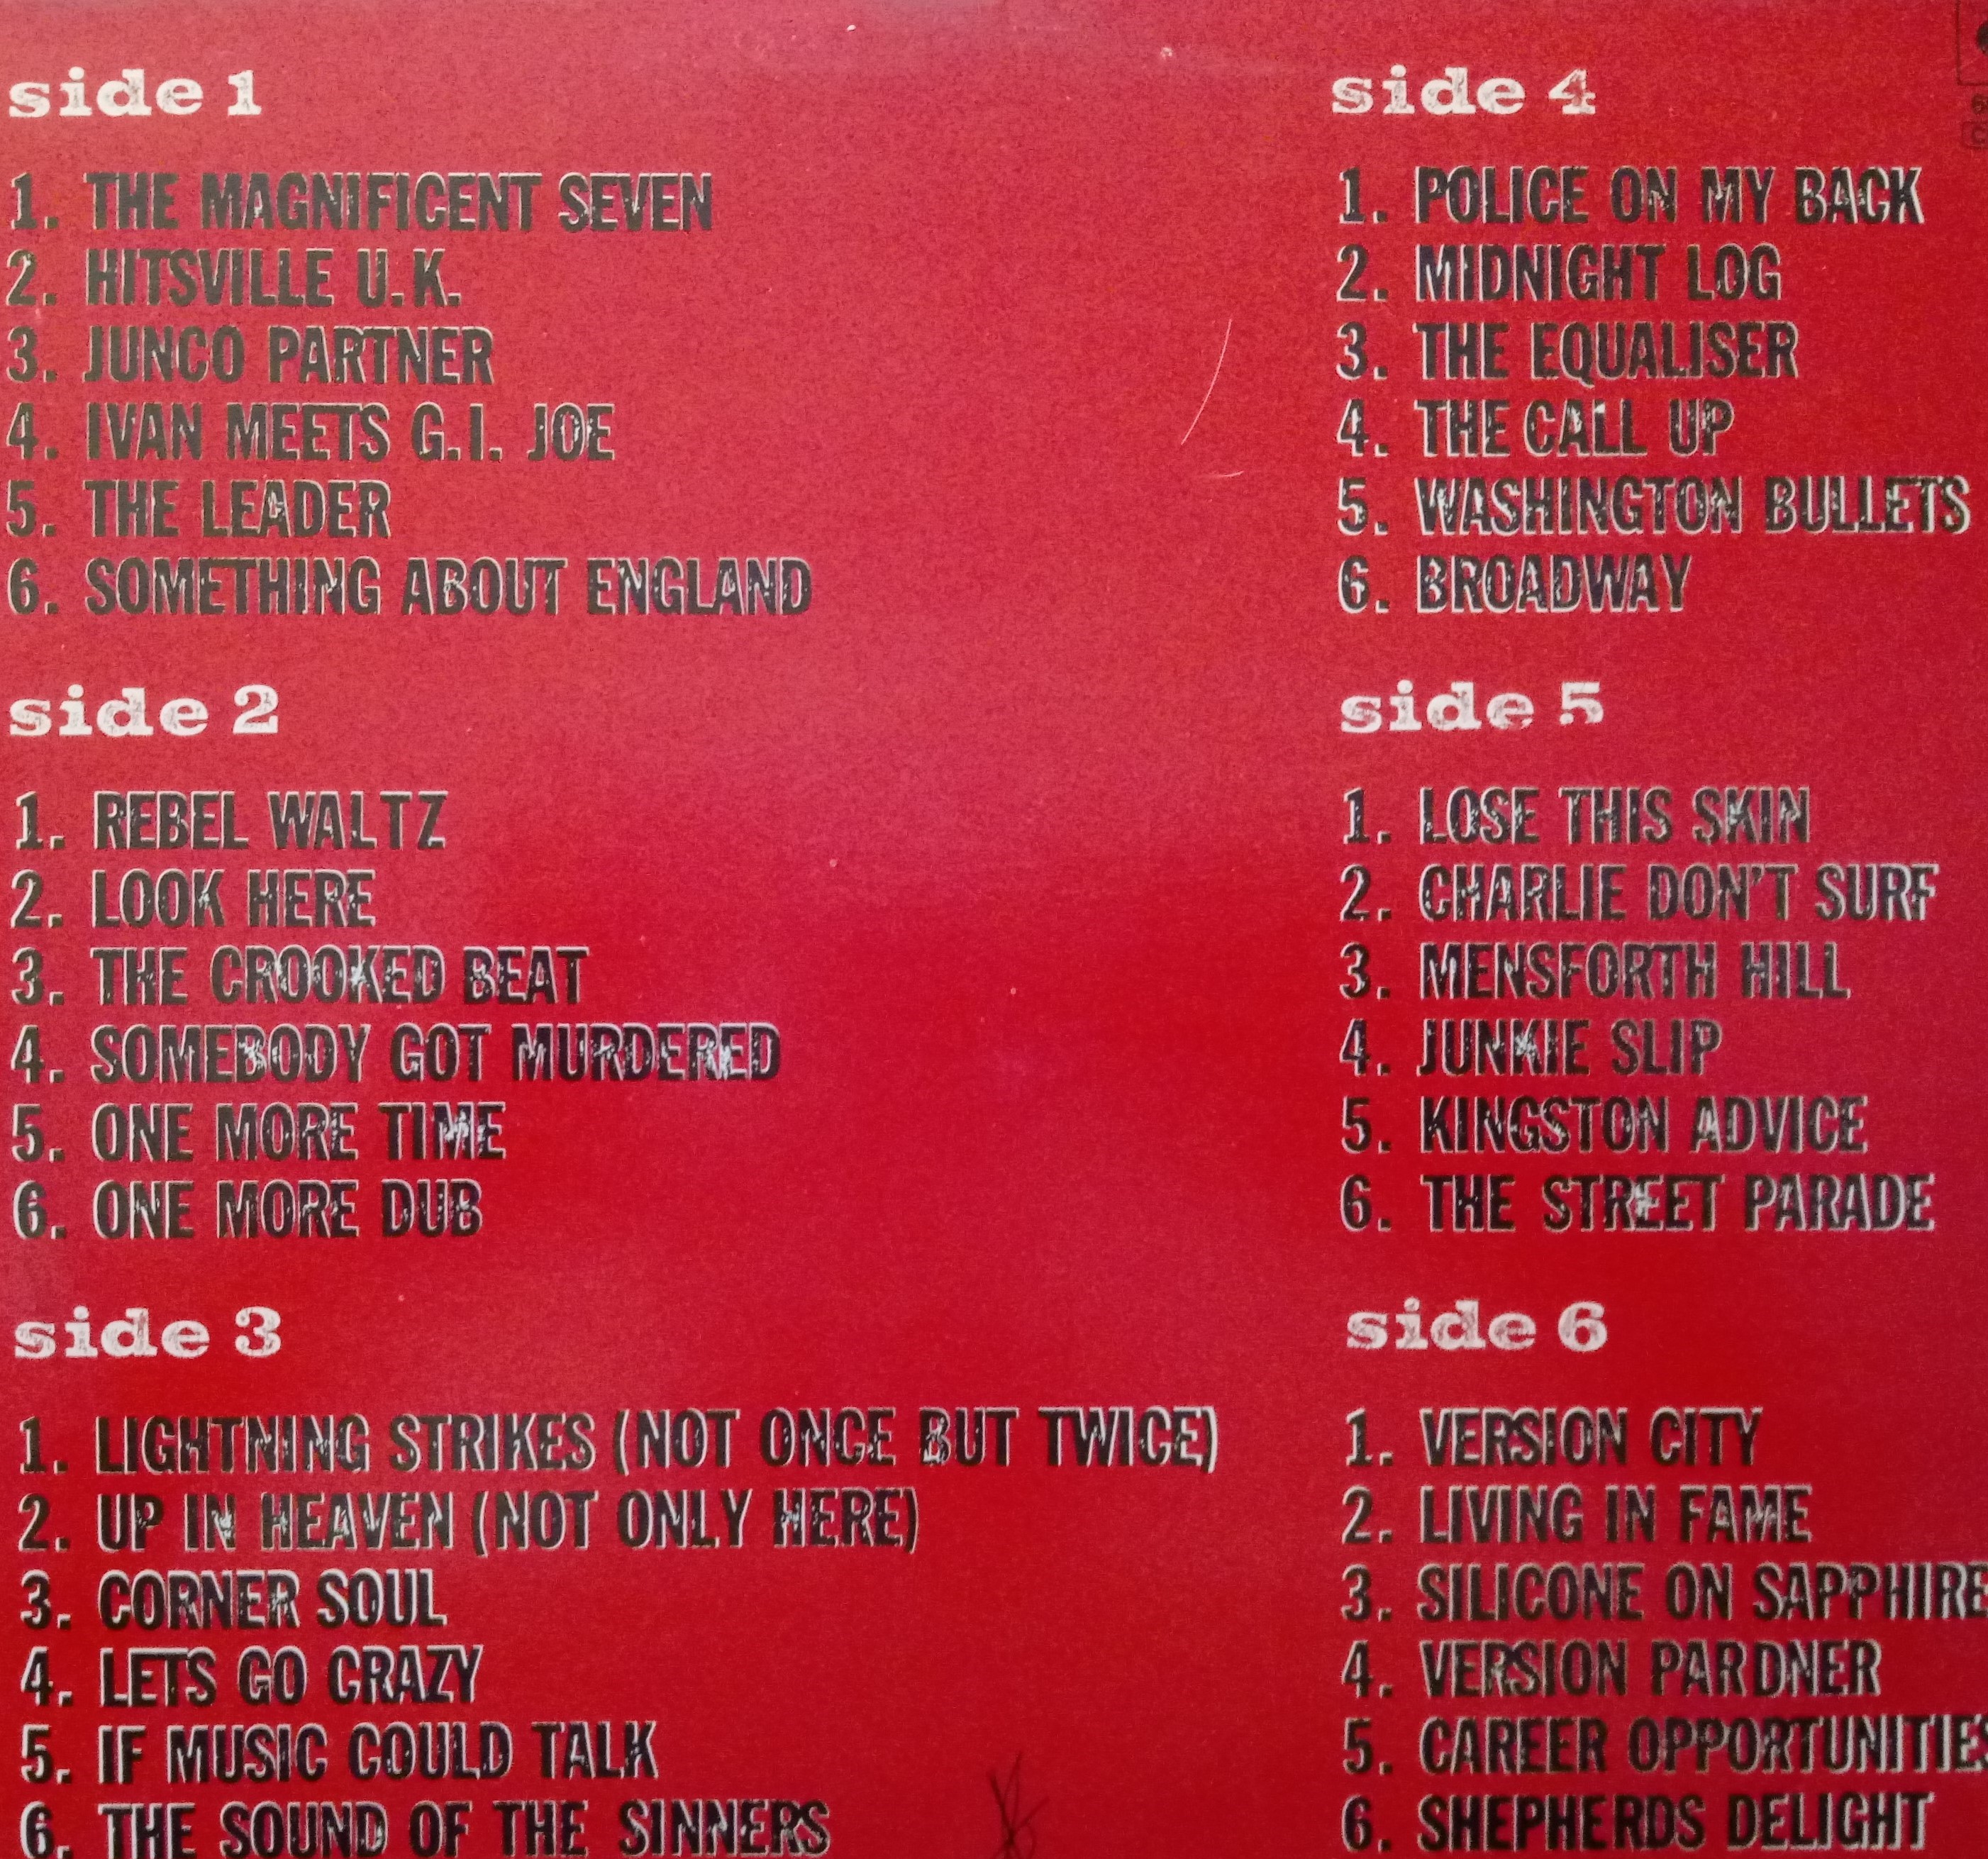 side 1
1. THE MAGNIFICENT SEVEN
2. HITSVILLE U.K.
3. JUNCO PARTNER
4. IVAN MEETS G.I. JOE
5. THE LEADER
6. SOMETHING ABOUT ENGLAND
side 2
1. REBEL WALTZ
2. LOOK HERE
3. THE CROOKED BEAT
4. SOMEBODY GOT MURDERED
5. ONE MORE TIME
6. ONE MORE DUB
side 3
1. LIGHTNING STRIKES (NOT ONCE BUT TWICE)
2. UP IN HEAVEN (NOT ONLY HERE)
3. CORNER SOUL
4. LETS GO CRAZY
5. IF MUSIC COULD TALK
6. THE SOUND OF THE SINNERS
side 4
1. POLICE ON MY BACK
2. MIDNIGHT LOG
3. THE EQUALISER
4. THE CALL UP
5. WASHINGTON BULLETS
6. BROADWAY
side 5
1. LOSE THIS SKIN
2. CHARLIE DON'T SURF
3. MENSFORTH HILL
4. JUNKIE SLIP
5. KINGSTON ADVICE
6. THE STREET PARADE
side 6
1. VERSION CITY
2. LIVING IN FAME
3. SILICONE ON SAPPHIRE
4. VERSION PARDNER
5. CAREER OPPORTUNITIES
6. SHEPHERDS DELIGHT